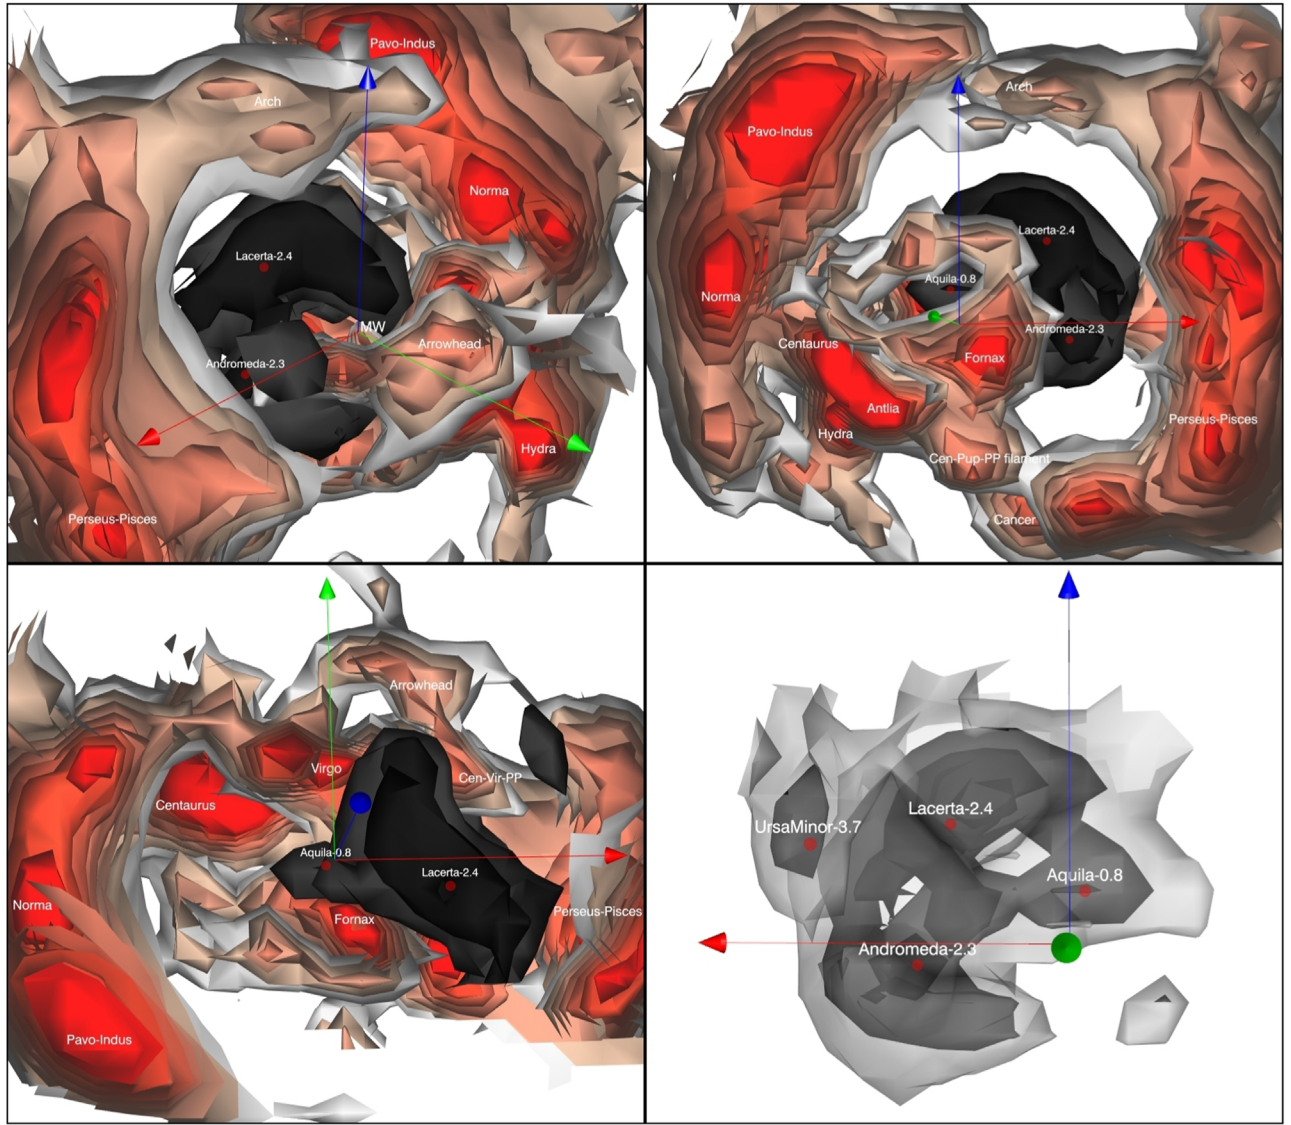 Pavo-Indus
Arch
Norma
Lacerta-2.4
MW
Arrowhead
Andromeda-2.3
Hydra
Perseus-Pisces
Arch
Pavo-Indus
Lacerta-2.4
Aquila-0.8
Norma
Andromeda-2.3
Centaurus
Fornax
Antlia
Perseus-Pisces
Hydra
Cen-Pup-PP filament
Cancer
Arrowhead
Virgo
Cen-Vir-PP
Centaurus
Aquila-0.8
Lacerta-2.4
Norma
Fornax
Perseus-Pisces
Pavo-Indus
Lacerta-2.4
UrsaMinor-3.7
Aquila-0.8
Andromeda-2.3